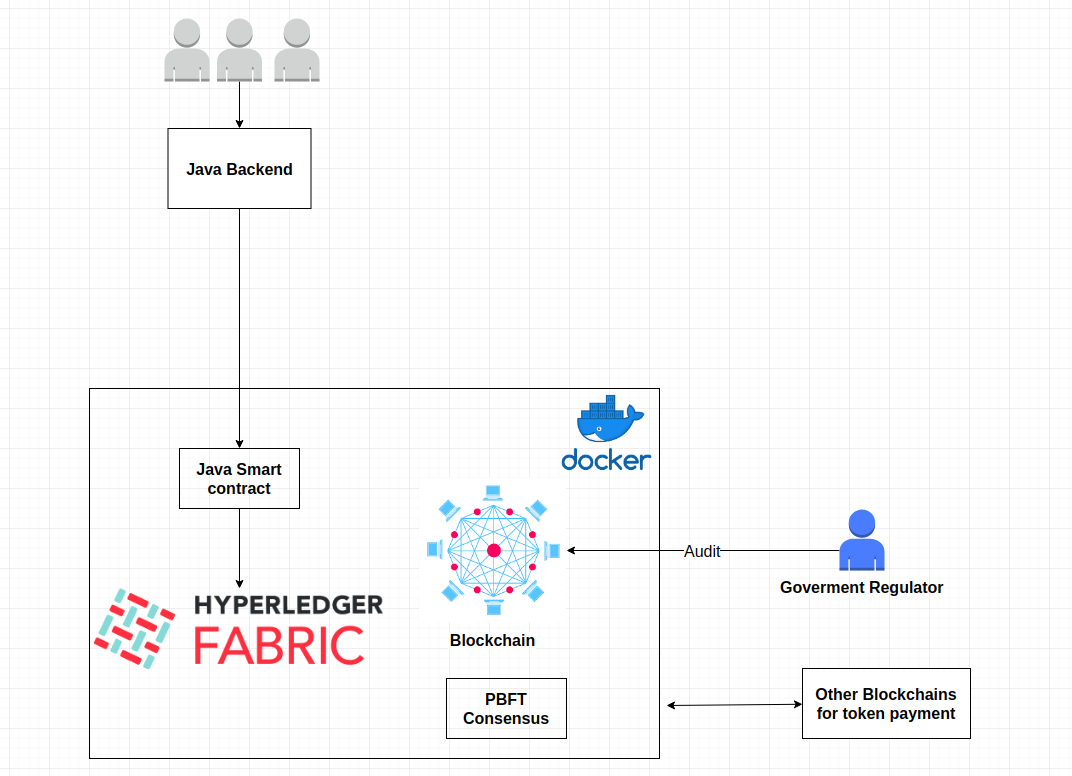 Java Backend
docker
Java Smart
contract
Audit
Goverment Regulator
HYPERLEDGER
FABRIC
Blockchain
PBFT
Consensus
Other Blockchains
for token payment